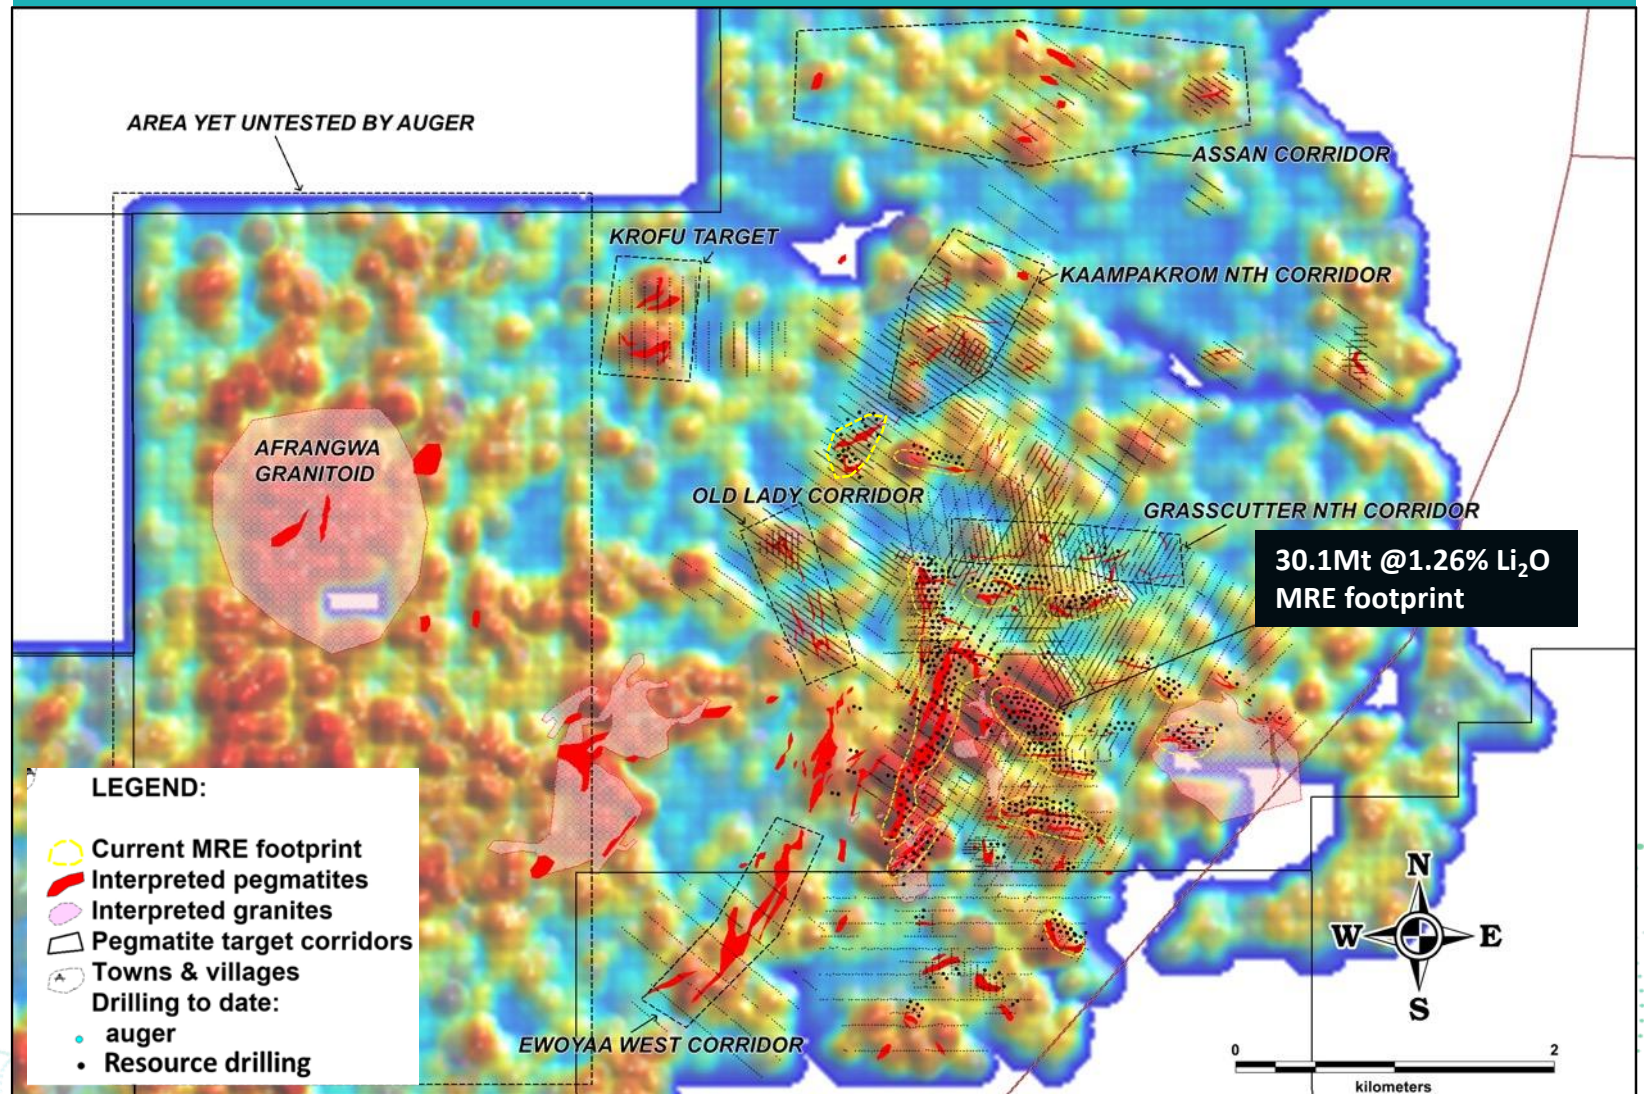 AREA YET UNTESTED BY AUGER
ASSAN CORRIDOR
KROFU TARGET
KAAMPAKROM NTH CORRIDOR
AFRANGWA
GRANITOID
OLD LADY CORRIDOR
GRASSCUTTER NTH CORRIDOR
30.1Mt @1.26% Li₂O
MRE footprint
LEGEND:
Current MRE footprint
Interpreted pegmatites
Interpreted granites
Pegmatite target corridors
Towns & villages
Drilling to date:
auger
Resource drilling
EWOYAA WEST CORRIDOR
N
W E
S
0 2
kilometers